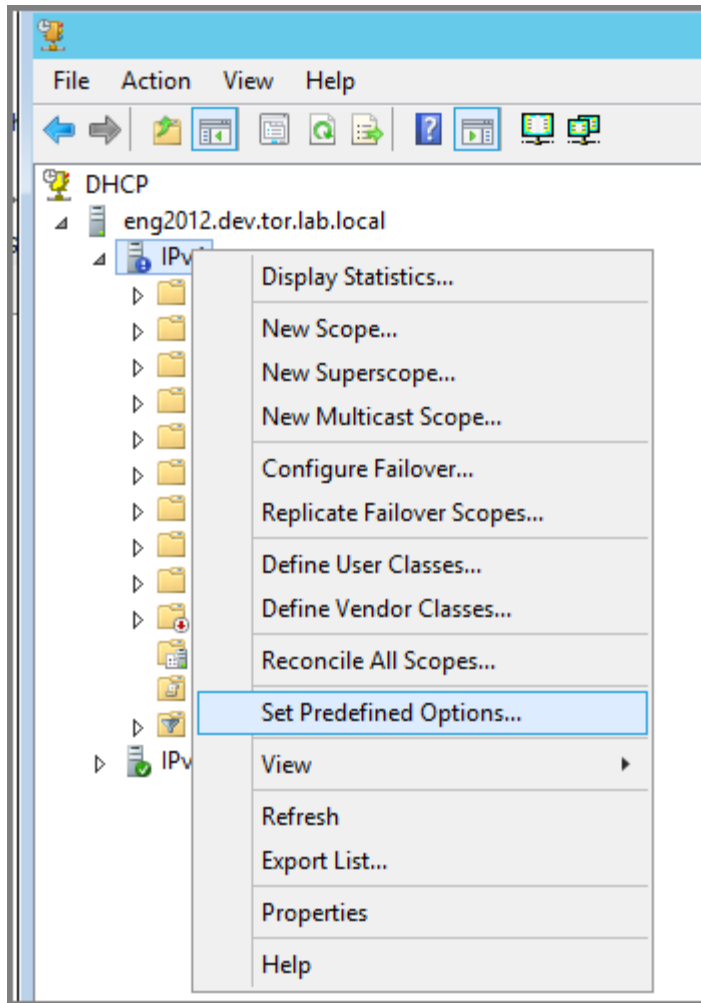 File Action View Help
DHCP
eng2012.dev.tor.lab.local
Display Statistics...
New Scope...
New Superscope...
New Multicast Scope...
Configure Failover...
Replicate Failover Scopes...
Define User Classes...
Define Vendor Classes...
Reconcile All Scopes...
Set Predefined Options...
IPv
View
Refresh
Export List...
Properties
Help